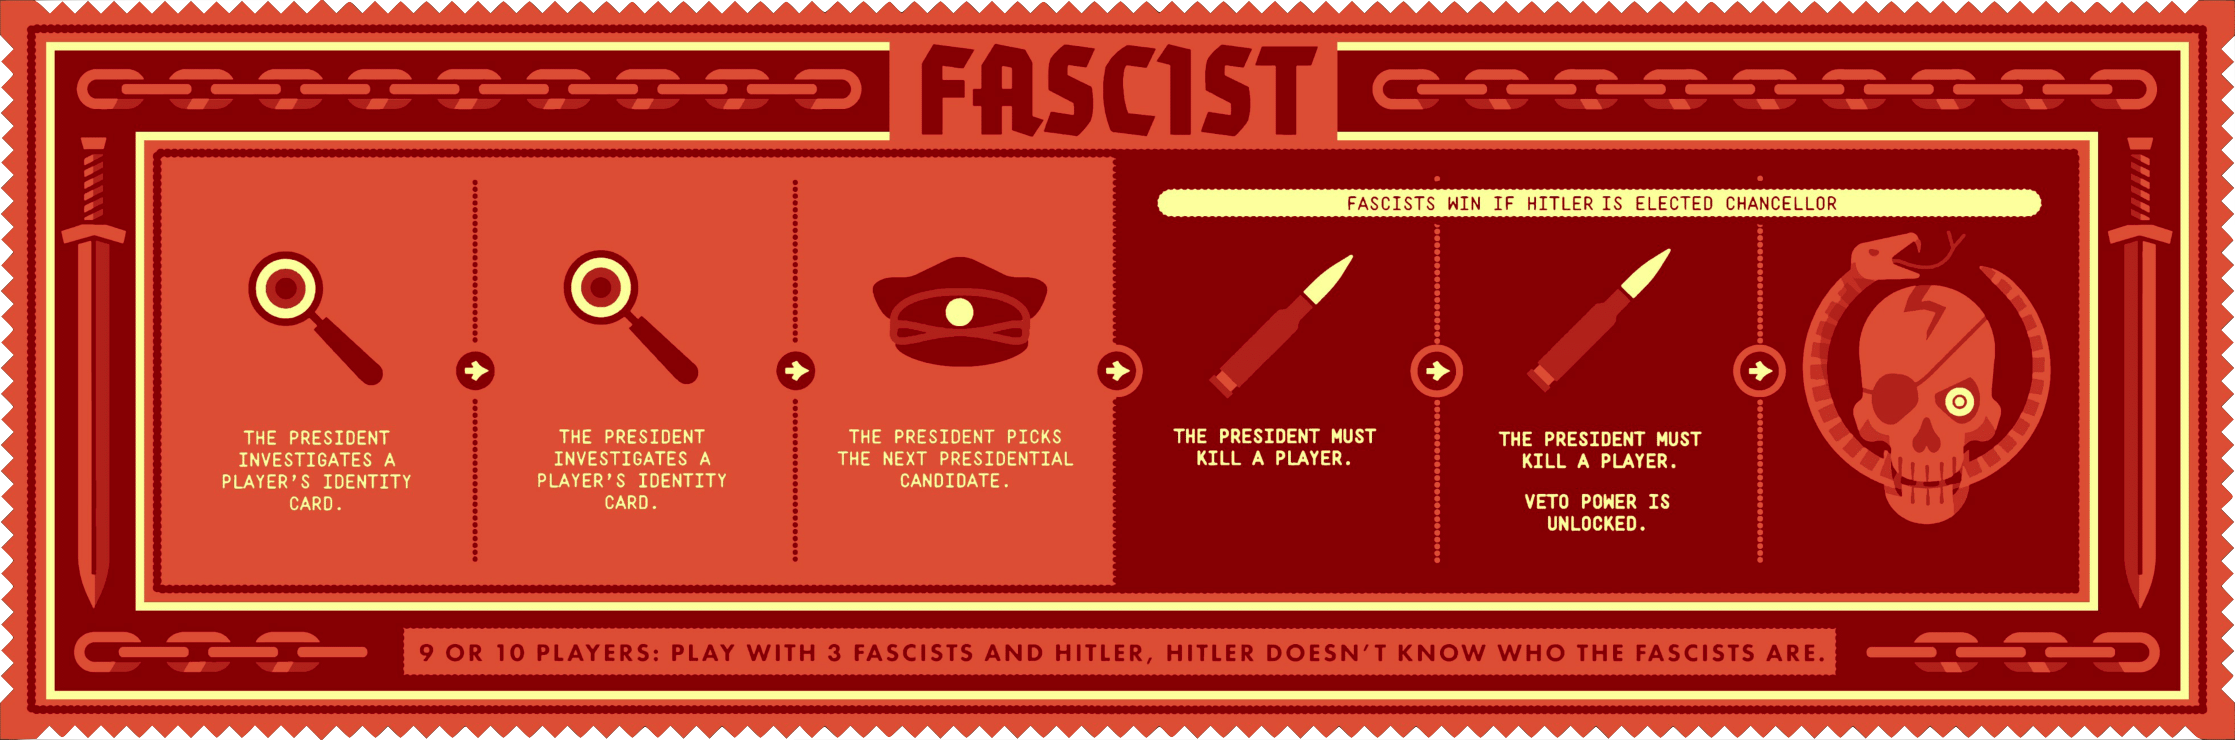 FASCIST
FASCISTS WIN IF HITLER IS ELECTED CHANCELLOR
THE PRESIDENT
INVESTIGATES A
PLAYER'S IDENTITY
CARD.
THE PRESIDENT
INVESTIGATES A
PLAYER'S IDENTITY
CARD.
THE PRESIDENT PICKS
THE NEXT PRESIDENTIAL
CANDIDATE.
THE PRESIDENT MUST
KILL A PLAYER.
THE PRESIDENT MUST
KILL A PLAYER.
VETO POWER IS
UNLOCKED.
9 OR 10 PLAYERS: PLAY WITH 3 FASCISTS AND HITLER, HITLER DOESN'T KNOW WHO THE FASCISTS ARE.